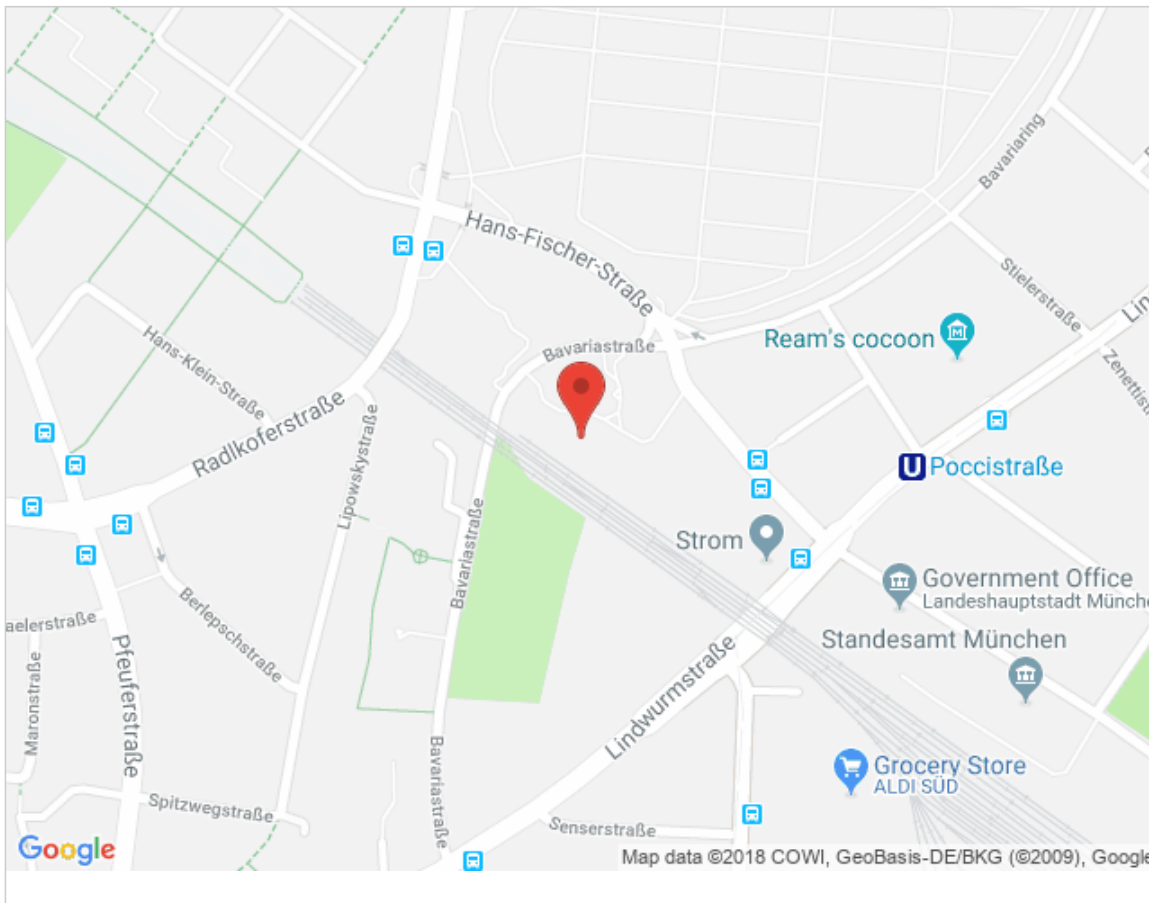 Bavariaring
Hans-Fischer-Straße
Stielerstraße
Ream's cocoon
Bavariastraße
Hans-Klein-Straße
Radlkoferstraße
Lipowskystraße
U Poccistraße
Bavariastraße
Strom
Government Office
Landeshauptstadt Münch
Standesamt München
Berlepschstraße
aelerstraße
Maronstraße
Pfeuferstraße
Lindwurmstraße
Bavariastraße
Grocery Store
ALDI SÜD
Spitzwegstraße
Senserstraße
Google
Map data ©2018 COWI, GeoBasis-DE/BKG (©2009), Google